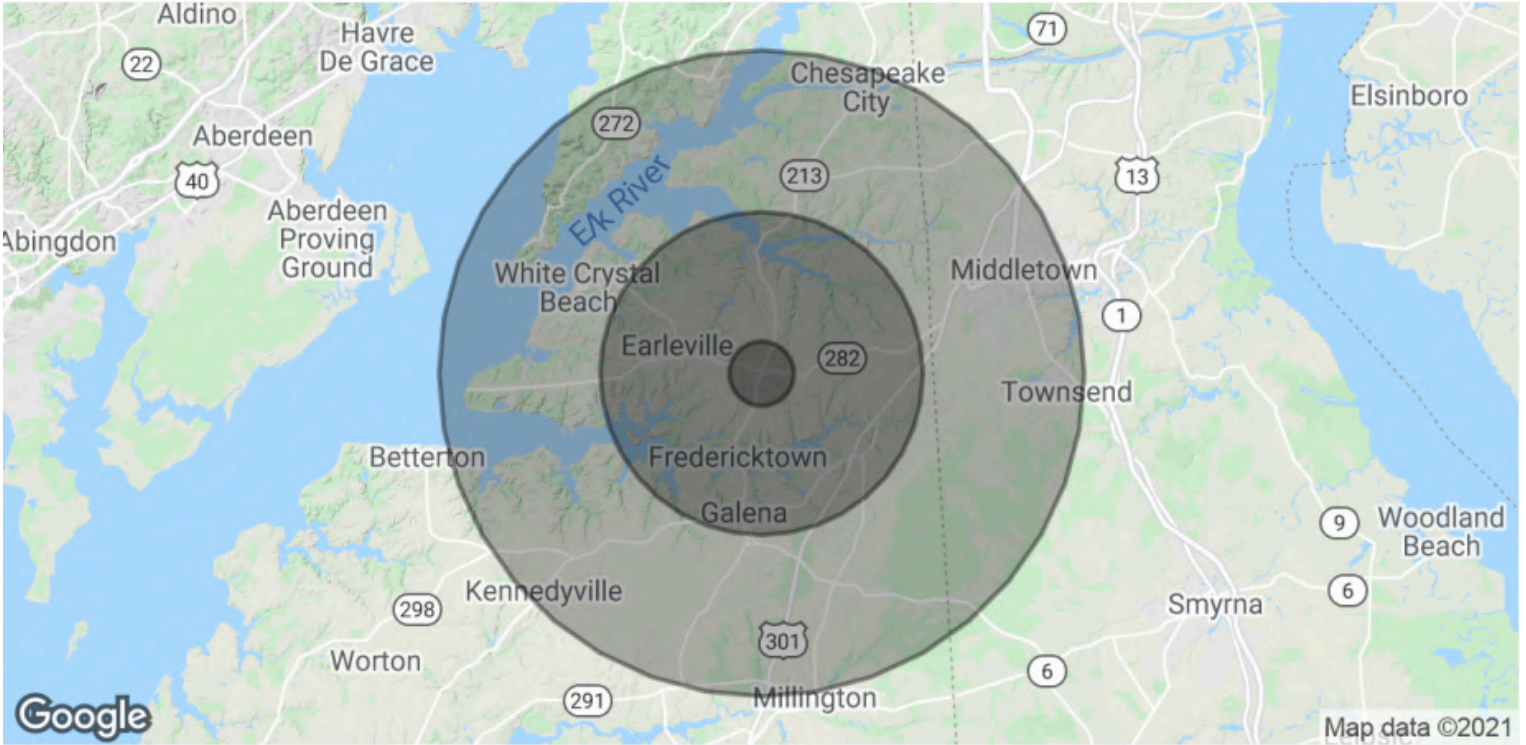 Aldino
Havre
De Grace
71
22
Chesapeake
City
Elsinboro
272
Aberdeen
213
13
40
Elk River
Aberdeen
Proving
Ground
Abingdon
White Crystal
Beach
Middletown
1
Earleville
282
Townsend
Betterton
Fredericktown
Galena
9
Woodland
Beach
Kennedyville
6
298
Smyrna
301
Worton
6
291
Millington
Google
Map data ©2021